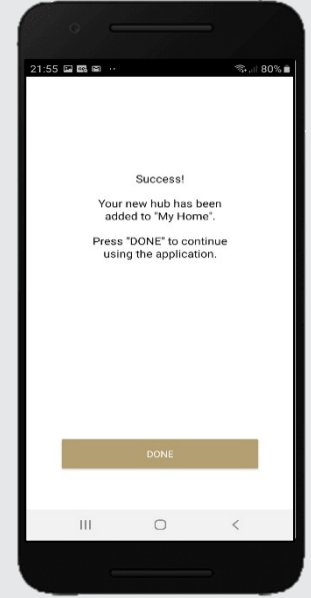 21:55
80%
Success!
Your new hub has been
added to "My Home".
Press "DONE" to continue
using the application.
DONE